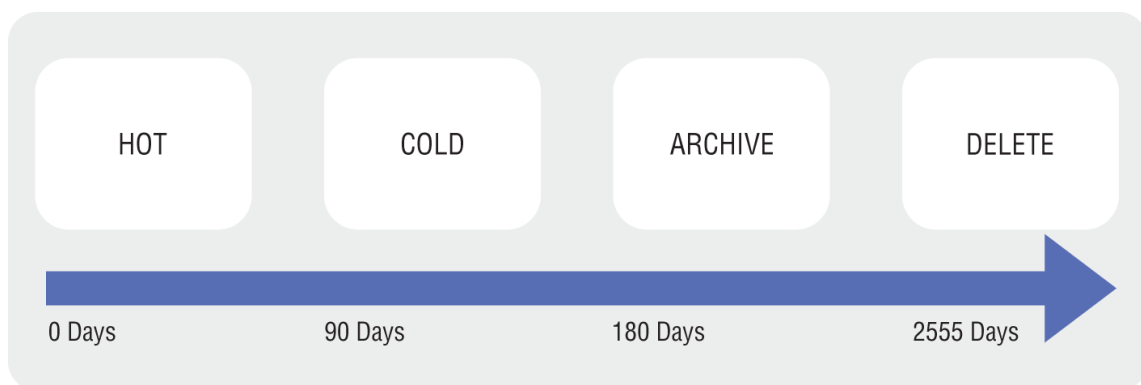 HOT
COLD
ARCHIVE
DELETE
0 Days
90 Days
180 Days
2555 Days